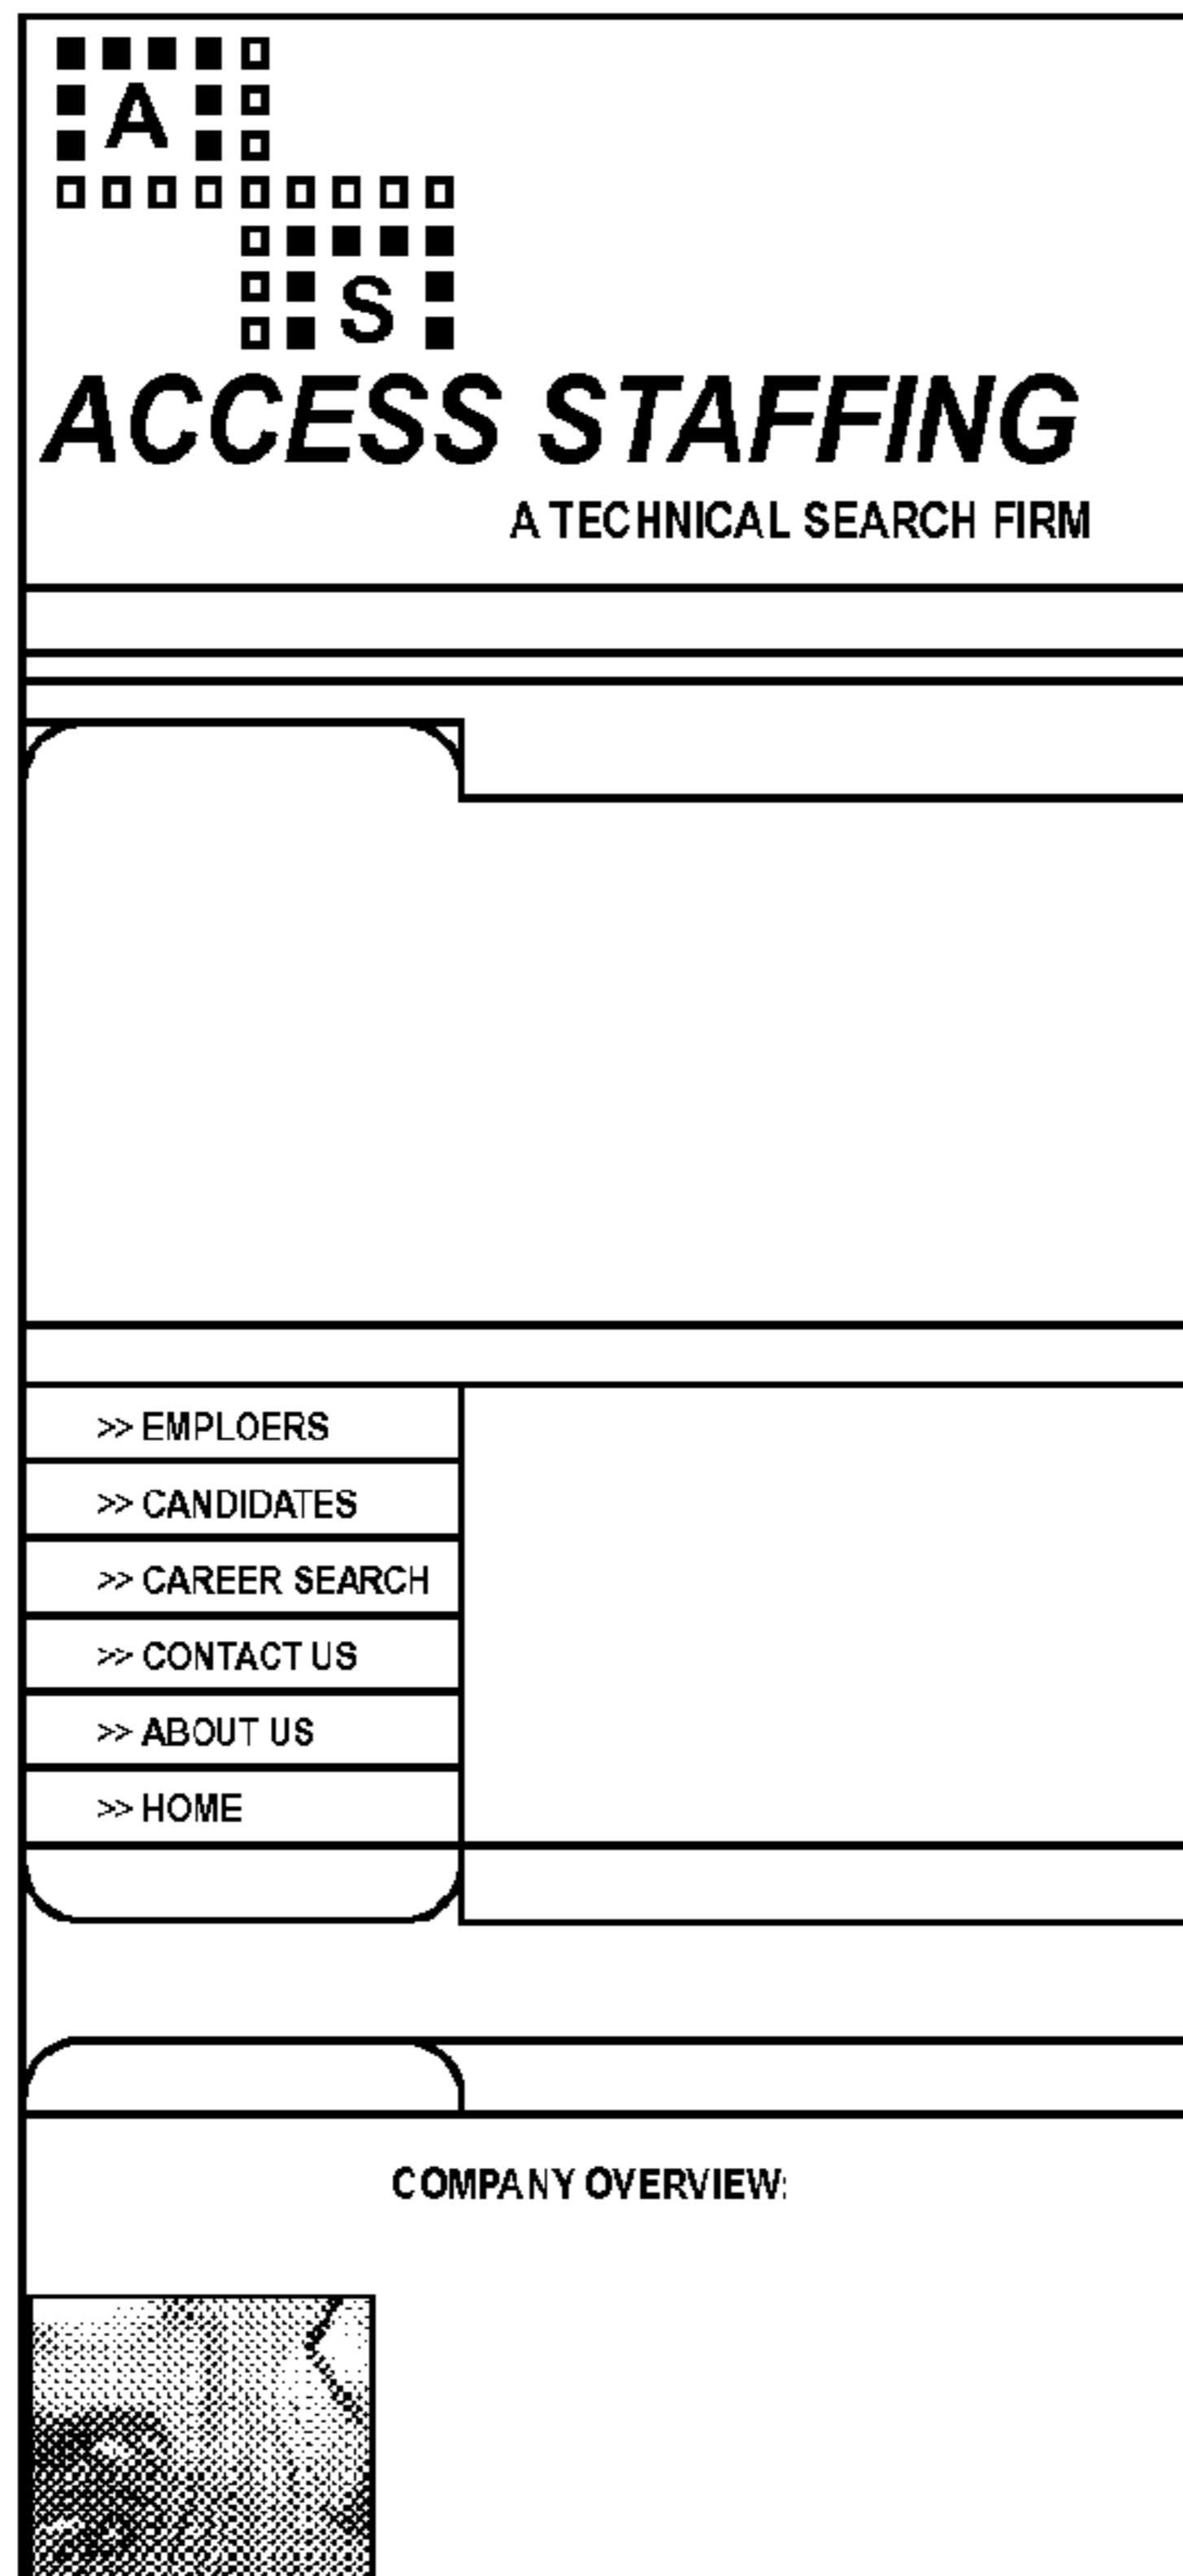 A
S
ACCESS STAFFING
A TECHNICAL SEARCH FIRM
>> EMPLOERS
>> CANDIDATES
>> CAREER SEARCH
>> CONTACT US
>> ABOUT US
>> HOME
COMPANY OVERVIEW: